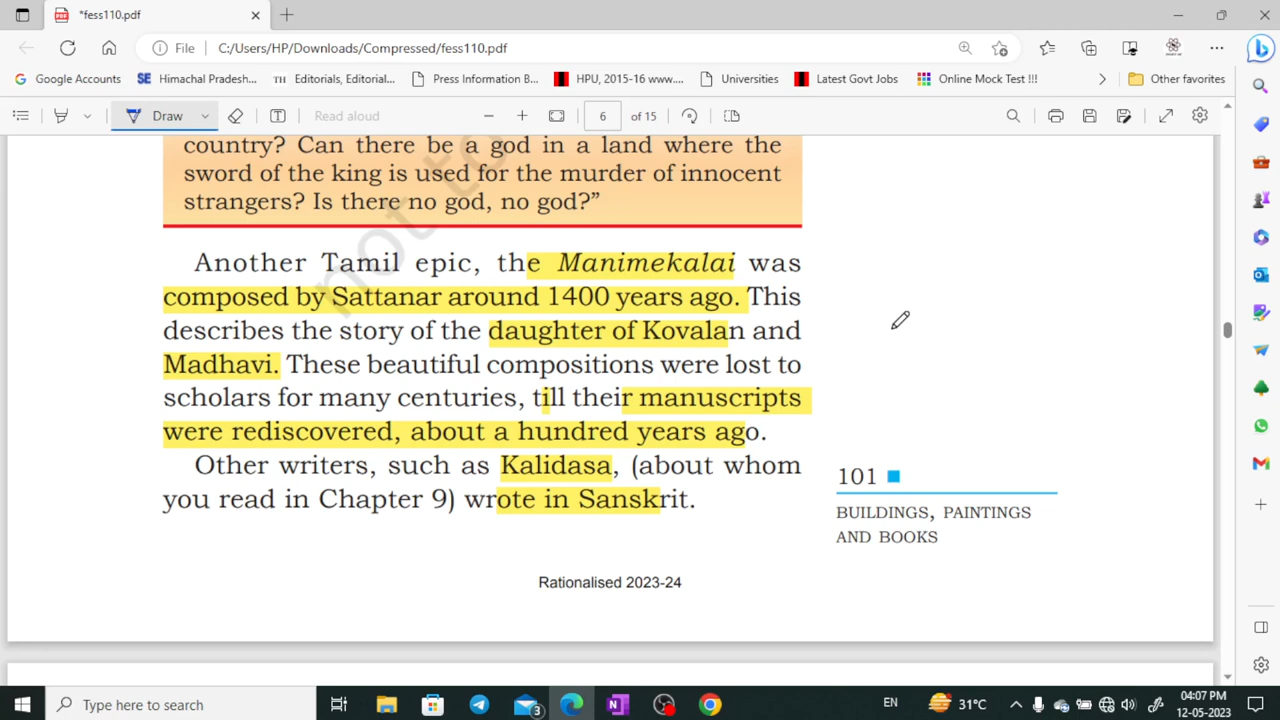 *fess110.pdf
File C:/Users/HP/Downloads/Compressed/fess110.pdf
Google Accounts
Himachal Pradesh...
Editorials, Editorial...
Press Information B...
HPU, 2015-16 www....
Universities
Latest Govt Jobs
Online Mock Test !!!
Other favorites
Draw
Read aloud
6 of 15
country? Can there be a god in a land where the
sword of the king is used for the murder of innocent
strangers? Is there no god, no god?”
not to
Another Tamil epic, the Manimekalai was
composed by Sattanar around 1400 years ago. This
describes the story of the daughter of Kovalan and
Madhavi. These beautiful compositions were lost to
scholars for many centuries, till their manuscripts
were rediscovered, about a hundred years ago.
Other writers, such as Kalidasa, (about whom
you read in Chapter 9) wrote in Sanskrit.
101
BUILDINGS, PAINTINGS
AND BOOKS
Rationalised 2023-24
Type here to search
3
EN
31°C
04:07 PM
12-05-2023